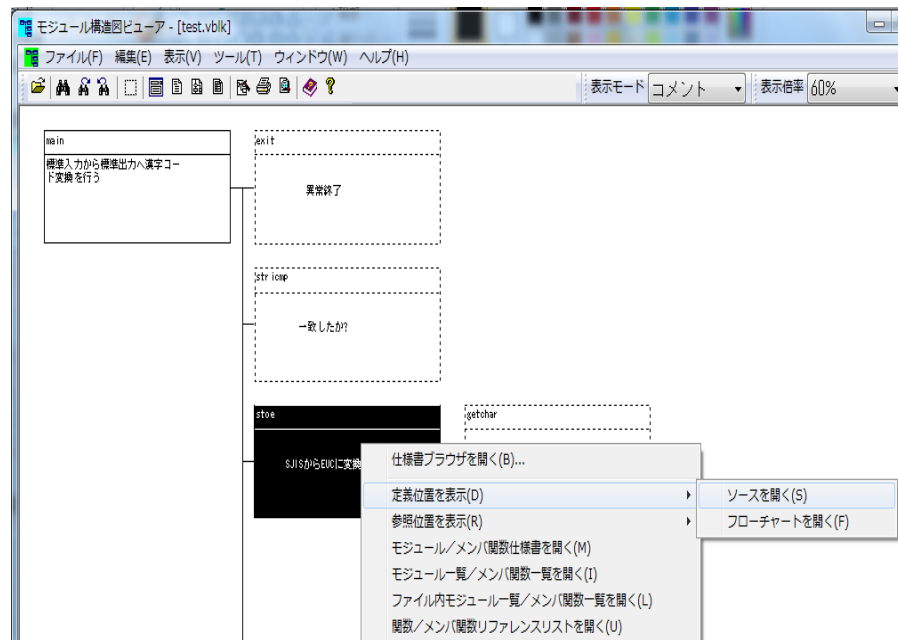 モジュール構造図ビューア - [test.vblk]
ファイル(F) 編集(E) 表示(V) ツール(T) ウィンドウ(W) ヘルプ(H)
表示モード コメント 表示倍率 60%
main
標準入力から標準出力へ漢字コー
ド変換を行う
exit
異常終了
stricmp
一致したか?
stoe
SJISからEUCに変換
getchar
仕様書ブラウザを開く(B)...
定義位置を表示(D)
ソースを開く(S)
参照位置を表示(R)
フローチャートを開く(F)
モジュール/メンバ関数仕様書を開く(M)
モジュール一覧/メンバ関数一覧を開く(I)
ファイル内モジュール一覧/メンバ関数一覧を開く(L)
関数/メンバ関数リファレンスリストを開く(U)